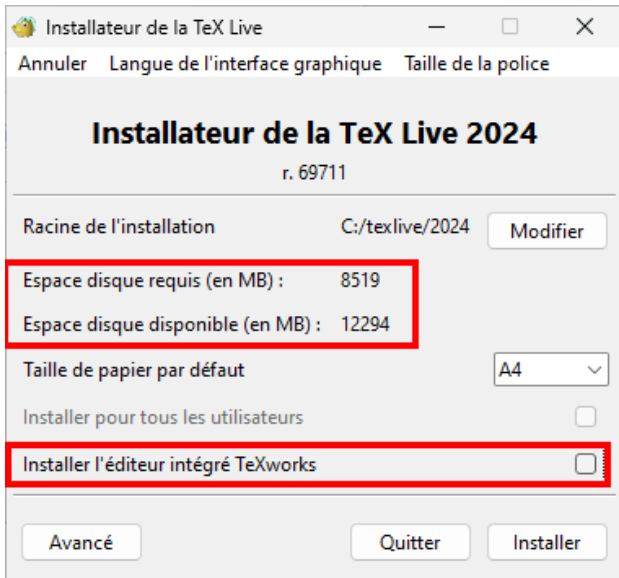 Installateur de la TeX Live
Annuler Langue de l'interface graphique Taille de la police
Installateur de la TeX Live 2024
r. 69711
Racine de l'installation C:/texlive/2024 Modifier
Espace disque requis (en MB) : 8519
Espace disque disponible (en MB) : 12294
Taille de papier par défaut A4
Installer pour tous les utilisateurs
Installer l'éditeur intégré TeXworks
Avancé Quitter Installer